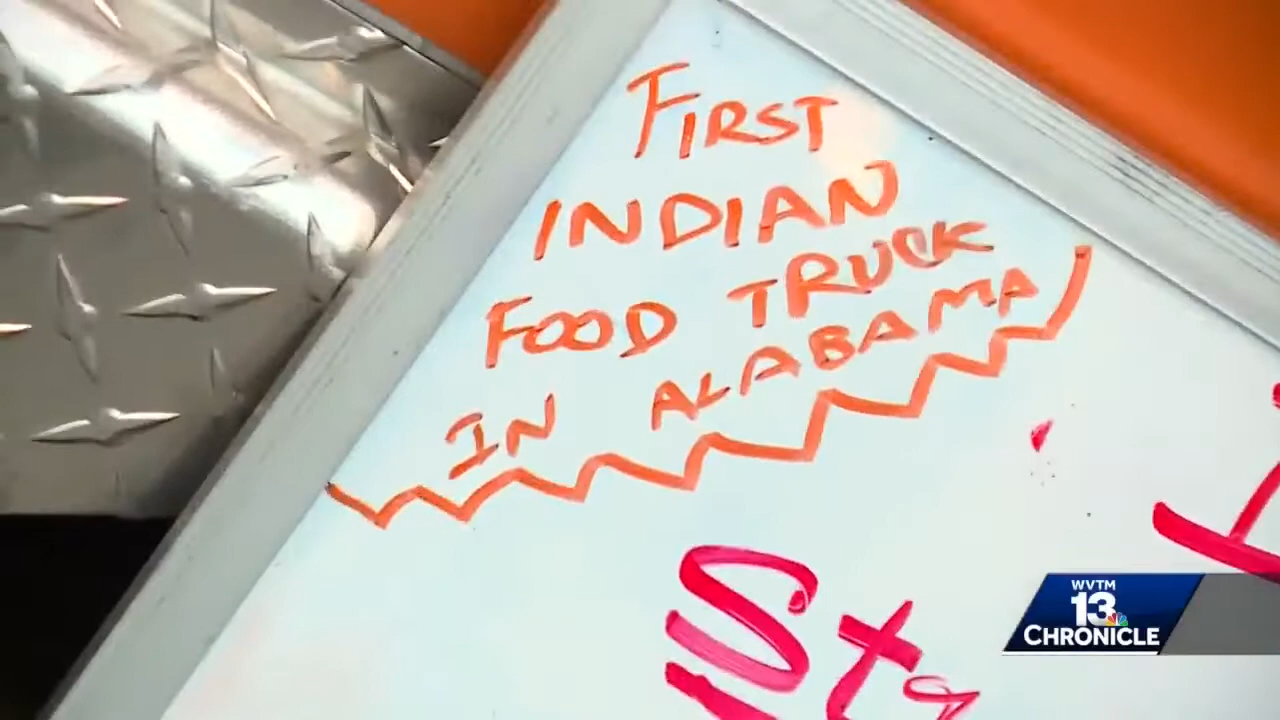 FIRST
INDIAN
FOOD TRUCK
IN ALABAMA
WVTM
13
CHRONICLE